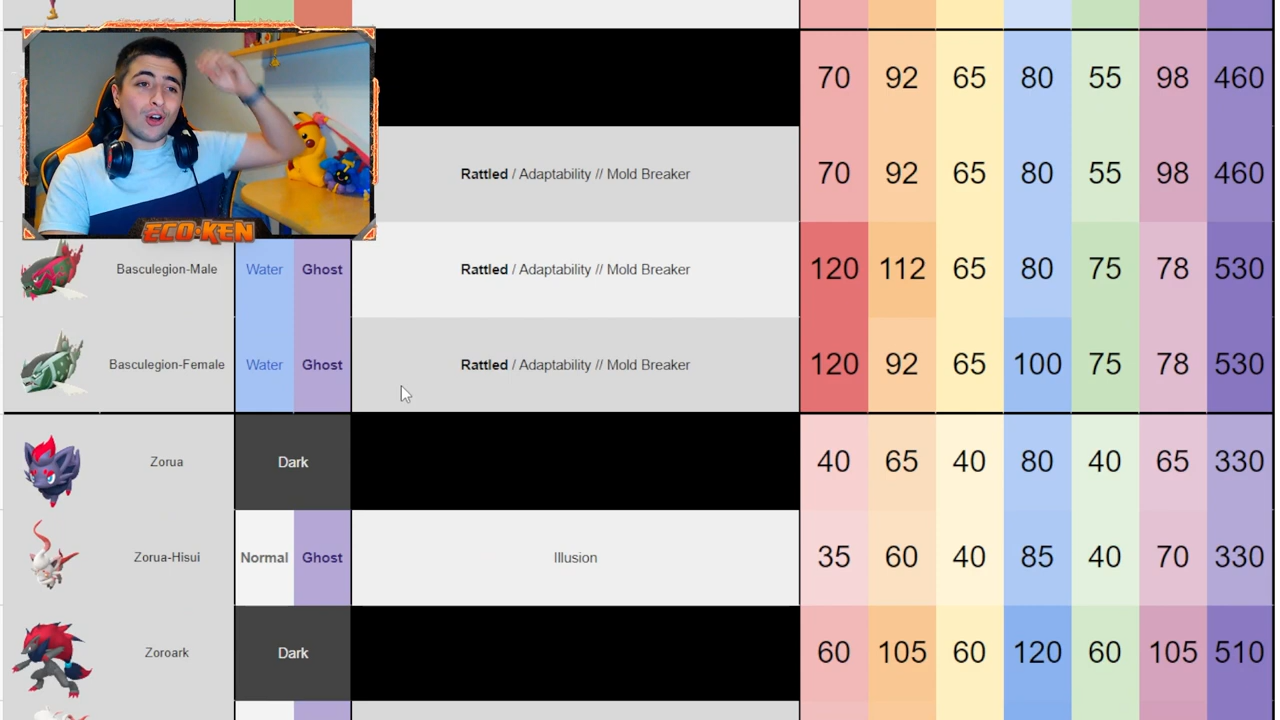 70 92 65 80 55 98 460
Rattled / Adaptability // Mold Breaker 70 92 65 80 55 98 460
ECO·KEN
Basculegion-Male Water Ghost Rattled / Adaptability // Mold Breaker 120 112 65 80 75 78 530
Basculegion-Female Water Ghost Rattled / Adaptability // Mold Breaker 120 92 65 100 75 78 530
Zorua Dark 40 65 40 80 40 65 330
Zorua-Hisui Normal Ghost Illusion 35 60 40 85 40 70 330
Zoroark Dark 60 105 60 120 60 105 510